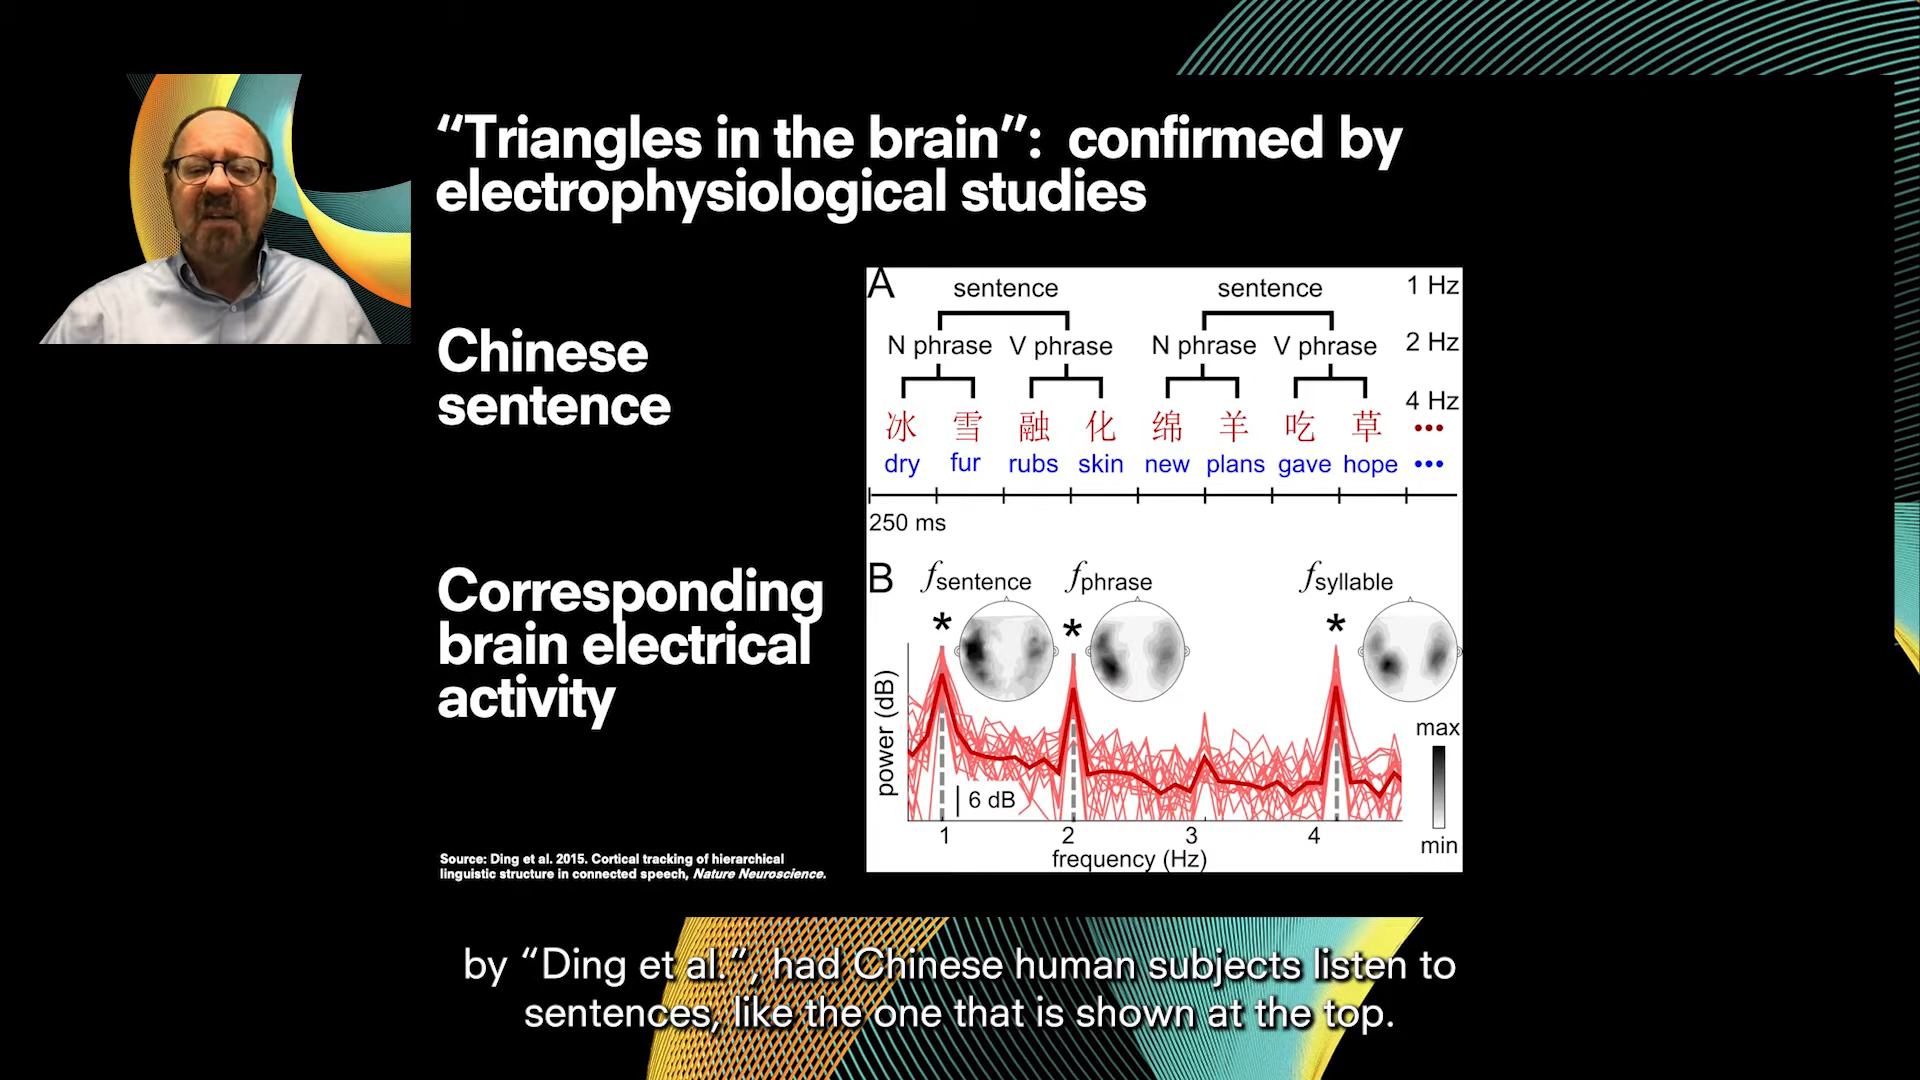 “Triangles in the brain”: confirmed by
electrophysiological studies
Chinese
sentence
A
sentence sentence 1 Hz
N phrase V phrase N phrase V phrase 2 Hz
4 Hz
冰 雪 融 化 绵 羊 吃 草 •••
dry fur rubs skin new plans gave hope •••
250 ms
Corresponding
brain electrical
activity
B
fsentence fphrase fsyllable
* * *
power (dB)
6 dB
max
min
1 2 3 4
frequency (Hz)
Source: Ding et al. 2015. Cortical tracking of hierarchical
linguistic structure in connected speech, Nature Neuroscience.
by “Ding et al.”, had Chinese human subjects listen to
sentences, like the one that is shown at the top.